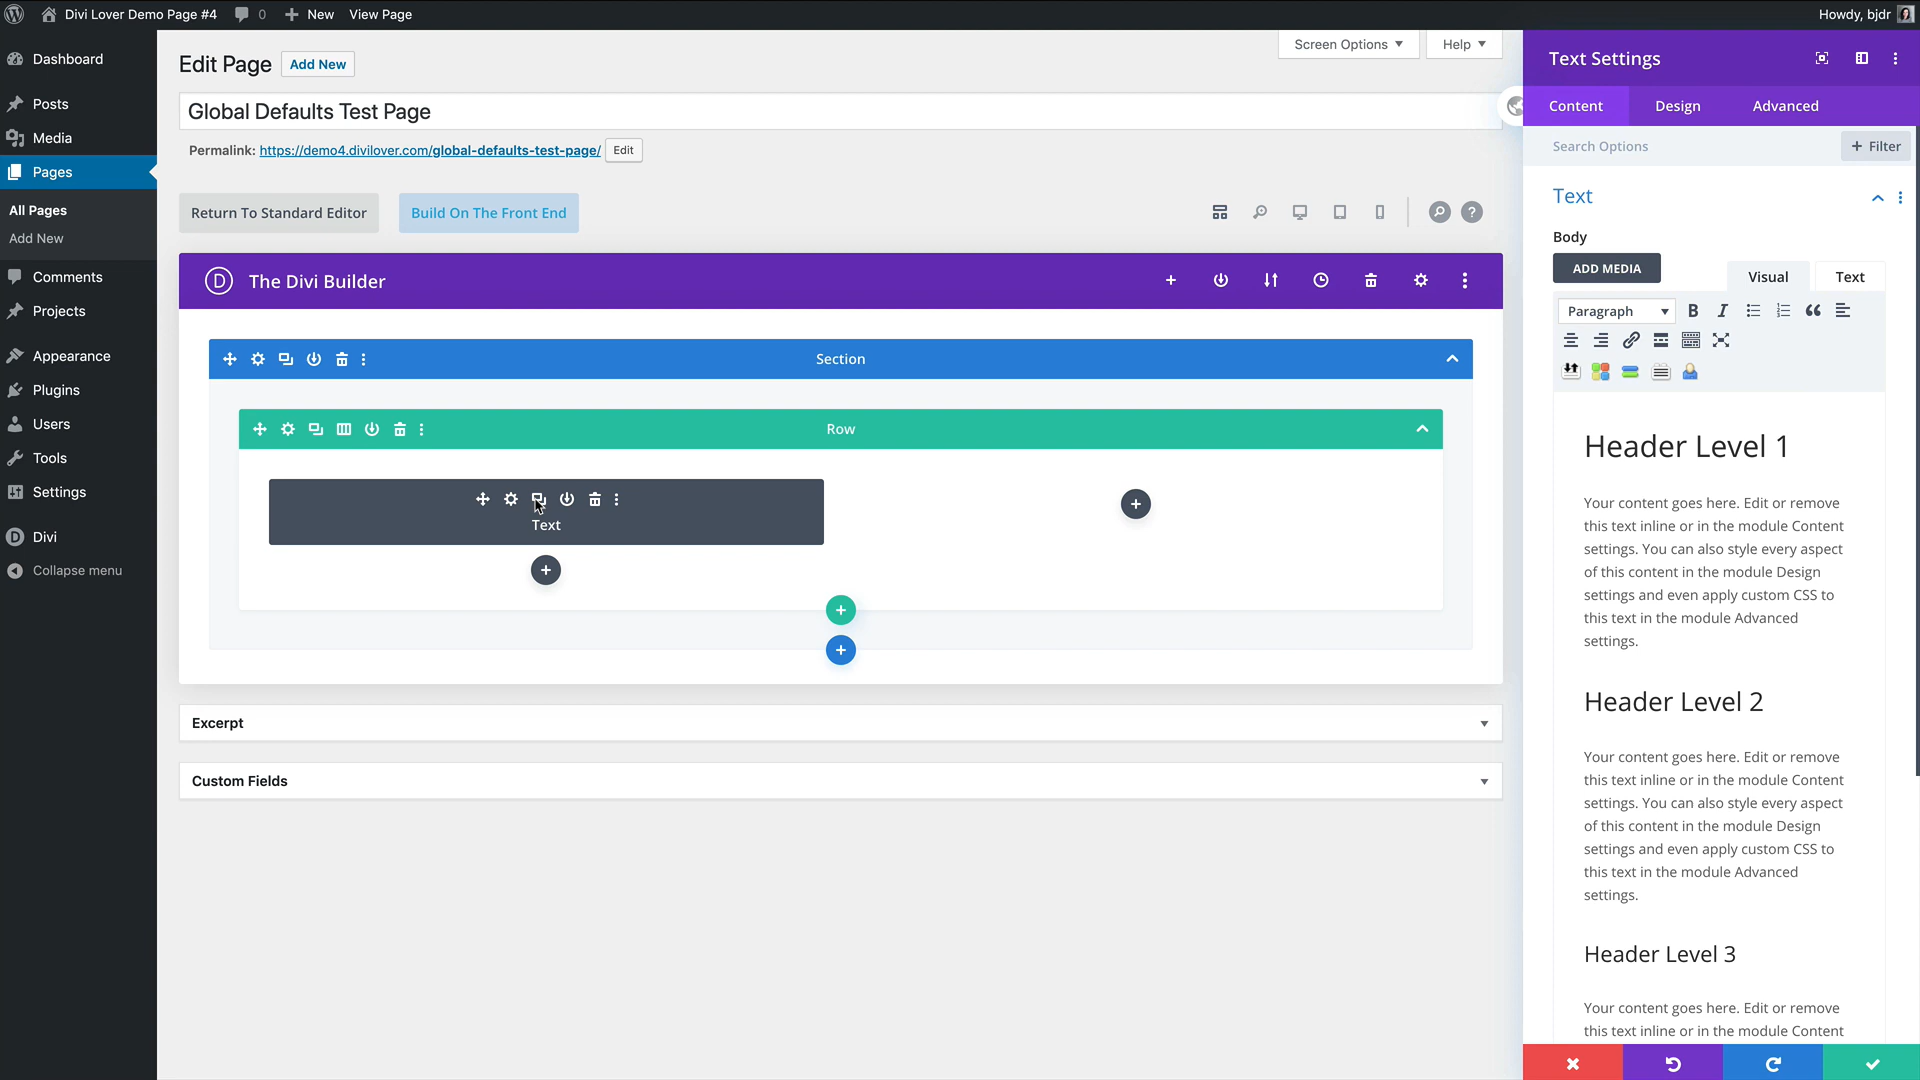 Divi Lover Demo Page #4
0
New
View Page
Howdy, bjdr
Dashboard
Posts
Media
Pages
All Pages
Add New
Comments
Projects
Appearance
Plugins
Users
Tools
Settings
Divi
Collapse menu
Edit Page
Add New
Screen Options
Help
Global Defaults Test Page
Permalink: https://demo4.divilover.com/global-defaults-test-page/
Edit
Return To Standard Editor
Build On The Front End
?
D
The Divi Builder
Section
Row
Text
Excerpt
Custom Fields
Text Settings
Content
Design
Advanced
Search Options
+ Filter
Text
Body
ADD MEDIA
Visual
Text
Paragraph
B
I
Header Level 1
Your content goes here. Edit or remove
this text inline or in the module Content
settings. You can also style every aspect
of this content in the module Design
settings and even apply custom CSS to
this text in the module Advanced
settings.
Header Level 2
Your content goes here. Edit or remove
this text inline or in the module Content
settings. You can also style every aspect
of this content in the module Design
settings and even apply custom CSS to
this text in the module Advanced
settings.
Header Level 3
Your content goes here. Edit or remove
this text inline or in the module Content